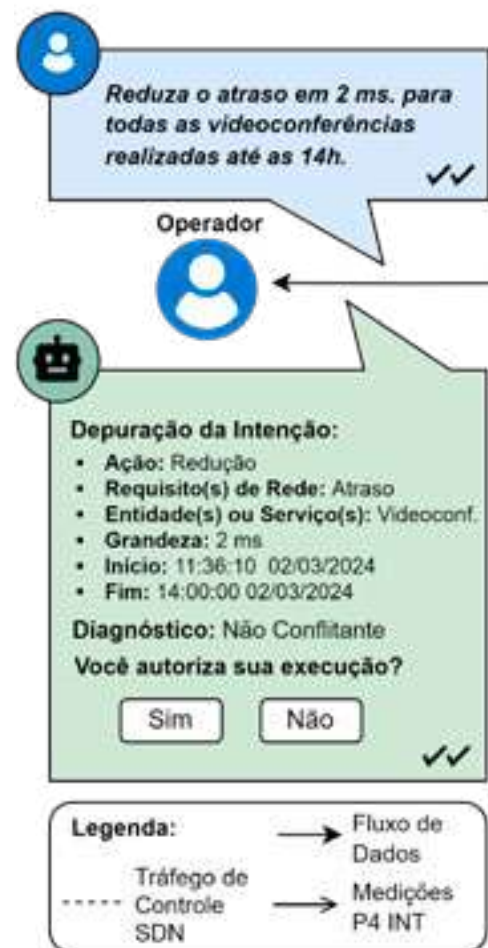 Reduza o atraso em 2 ms. para
todas as videoconferências
realizadas até as 14h.
Operador
Depuração da Intenção:
• Ação: Redução
• Requisito(s) de Rede: Atraso
• Entidade(s) ou Serviço(s): Videoconf.
• Grandeza: 2 ms
• Início: 11:36:10 02/03/2024
• Fim: 14:00:00 02/03/2024
Diagnóstico: Não Conflitante
Você autoriza sua execução?
Sim
Não
Legenda:
Fluxo de
Dados
Tráfego de
Controle
SDN
Medições
P4 INT